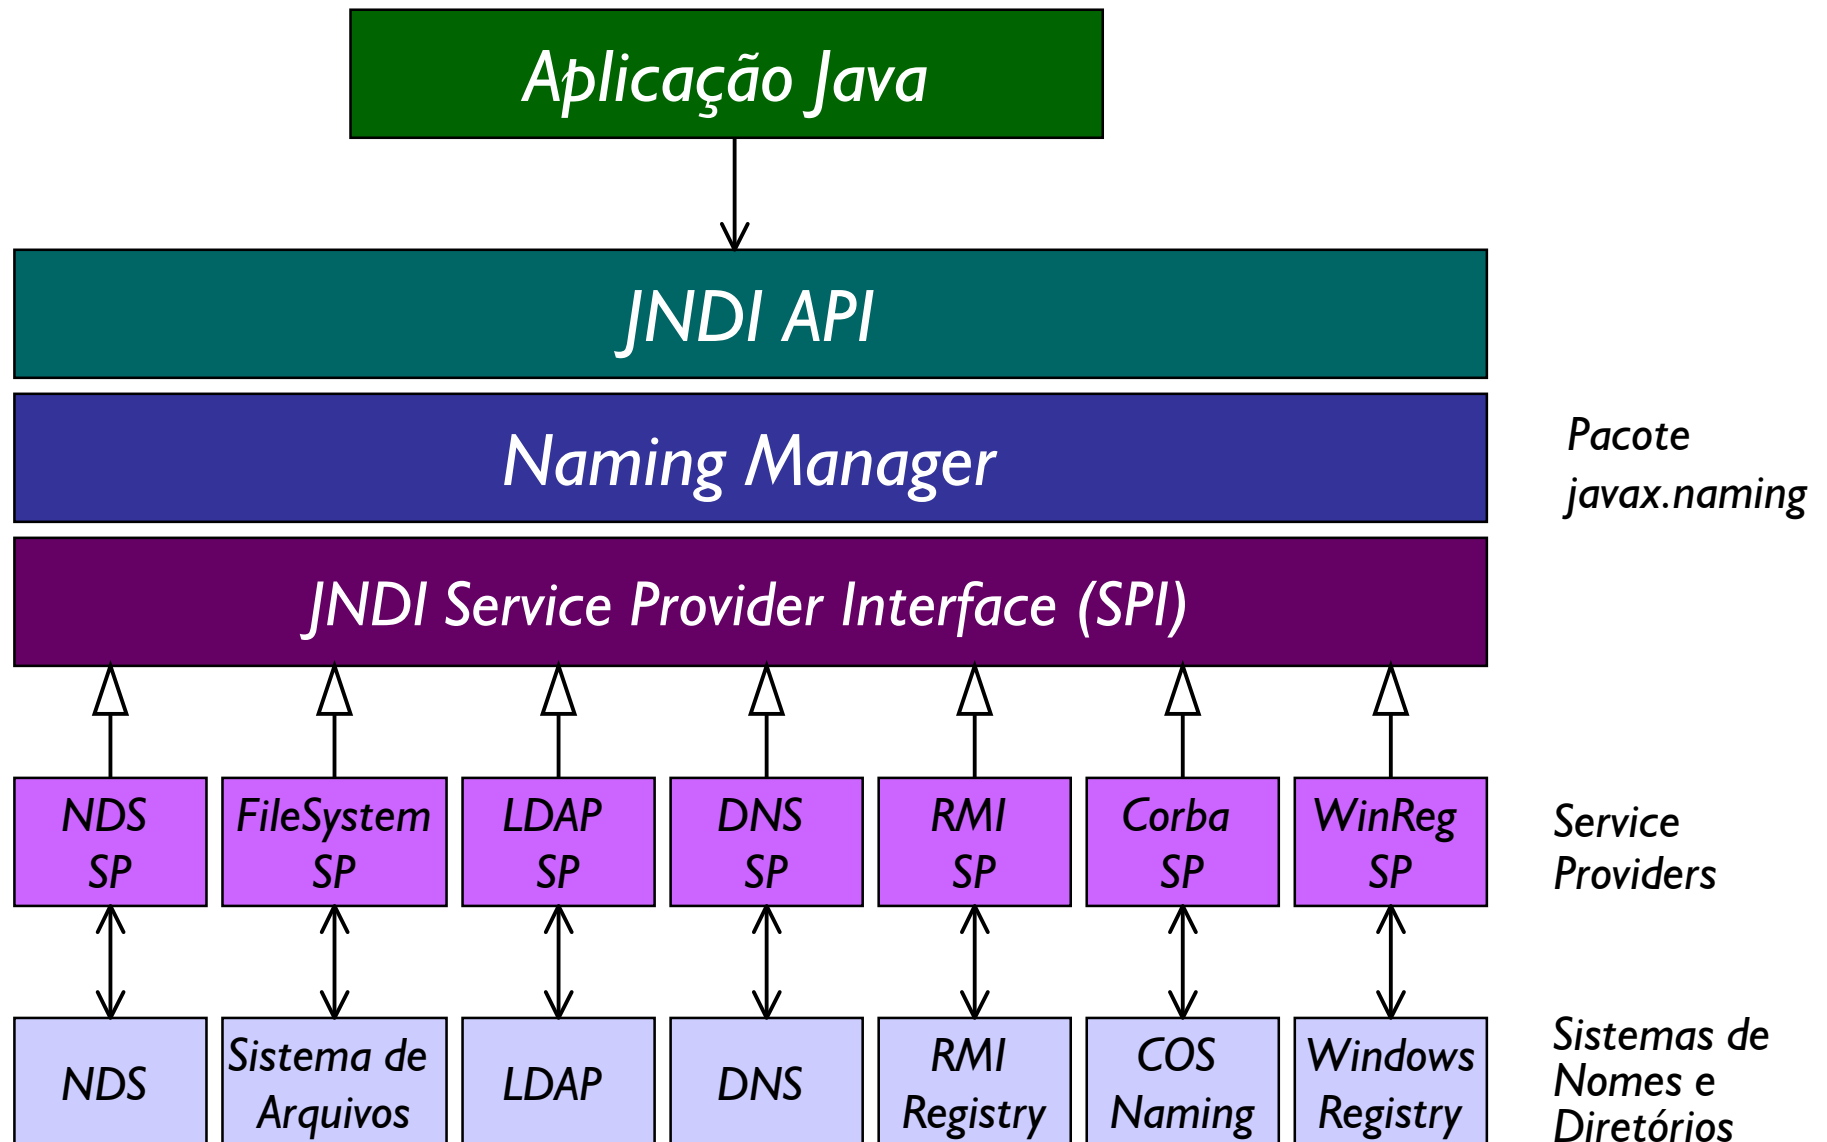 Aplicação Java
JNDI API
Naming Manager
Pacote
javax.naming
JNDI Service Provider Interface (SPI)
NDS
SP
FileSystem
SP
LDAP
SP
DNS
SP
RMI
SP
Corba
SP
WinReg
SP
Service
Providers
NDS
Sistema de
Arquivos
LDAP
DNS
RMI
Registry
COS
Naming
Windows
Registry
Sistemas de
Nomes e
Diretórios